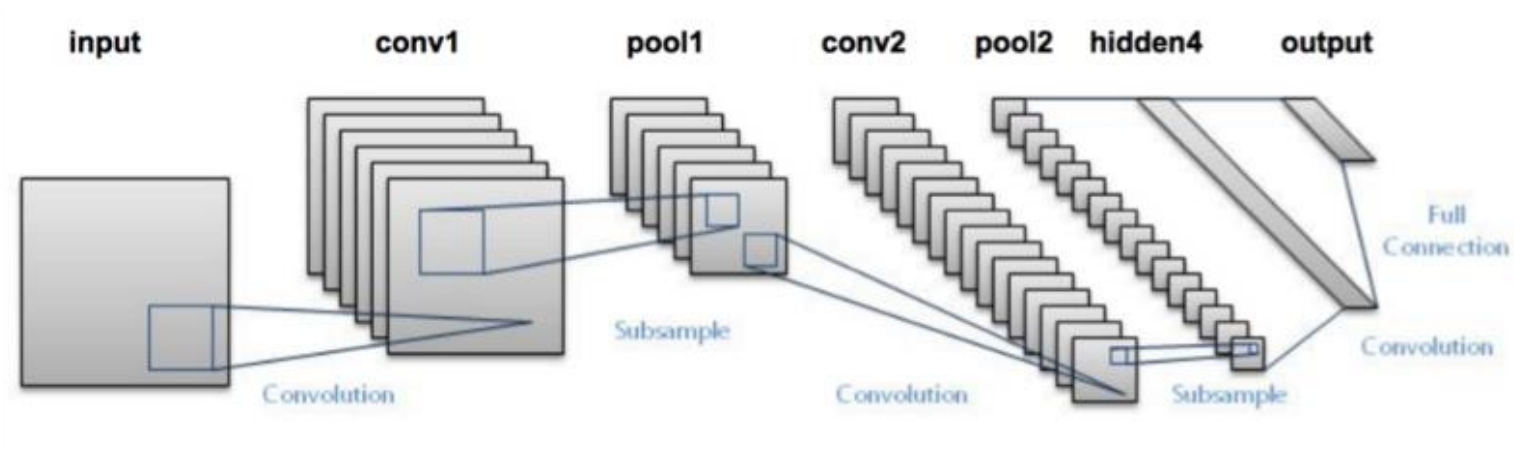 input conv1 pool1 conv2 pool2 hidden4 output
Full
Connection
Subsample
Convolution
Convolution
Convolution
Subsample